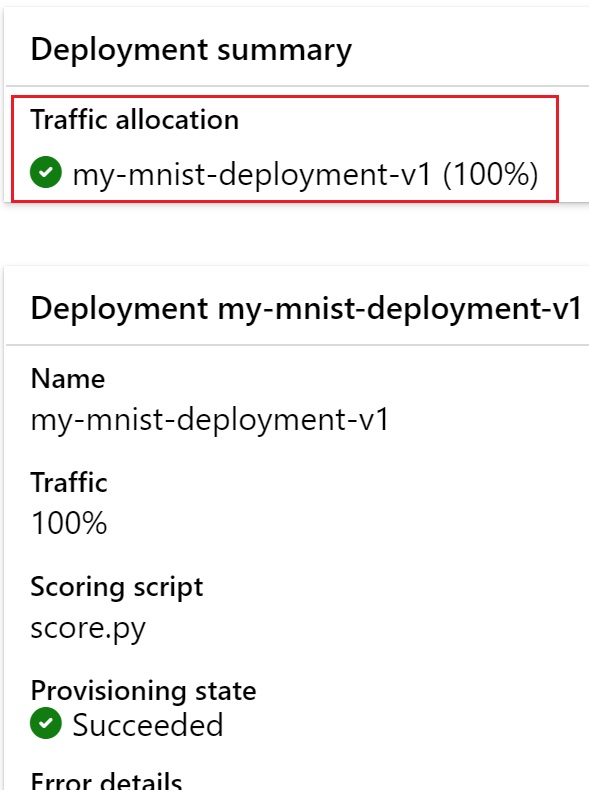 Deployment summary
Traffic allocation
my-mnist-deployment-v1 (100%)
Deployment my-mnist-deployment-v1
Name
my-mnist-deployment-v1
Traffic
100%
Scoring script
score.py
Provisioning state
Succeeded
Error details